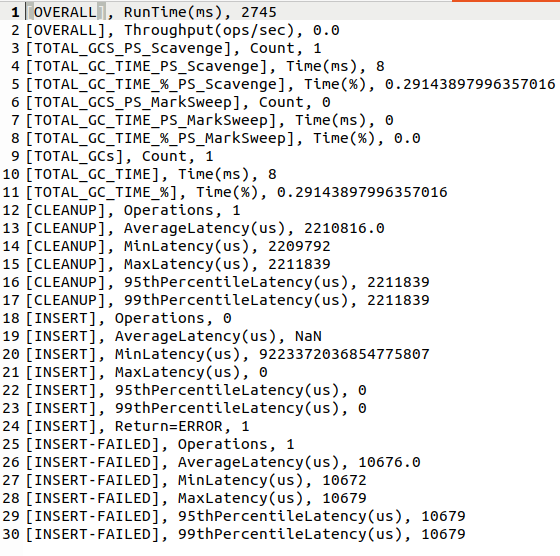 1 [OVERALL], RunTime(ms), 2745
2 [OVERALL], Throughput(ops/sec), 0.0
3 [TOTAL_GCS_PS_Scavenge], Count, 1
4 [TOTAL_GC_TIME_PS_Scavenge], Time(ms), 8
5 [TOTAL_GC_TIME_%_PS_Scavenge], Time(%), 0.29143897996357016
6 [TOTAL_GCS_PS_MarkSweep], Count, 0
7 [TOTAL_GC_TIME_PS_MarkSweep], Time(ms), 0
8 [TOTAL_GC_TIME_%_PS_MarkSweep], Time(%), 0.0
9 [TOTAL_GCs], Count, 1
10 [TOTAL_GC_TIME], Time(ms), 8
11 [TOTAL_GC_TIME_%], Time(%), 0.29143897996357016
12 [CLEANUP], Operations, 1
13 [CLEANUP], AverageLatency(us), 2210816.0
14 [CLEANUP], MinLatency(us), 2209792
15 [CLEANUP], MaxLatency(us), 2211839
16 [CLEANUP], 95thPercentileLatency(us), 2211839
17 [CLEANUP], 99thPercentileLatency(us), 2211839
18 [INSERT], Operations, 0
19 [INSERT], AverageLatency(us), NaN
20 [INSERT], MinLatency(us), 9223372036854775807
21 [INSERT], MaxLatency(us), 0
22 [INSERT], 95thPercentileLatency(us), 0
23 [INSERT], 99thPercentileLatency(us), 0
24 [INSERT], Return=ERROR, 1
25 [INSERT-FAILED], Operations, 1
26 [INSERT-FAILED], AverageLatency(us), 10676.0
27 [INSERT-FAILED], MinLatency(us), 10672
28 [INSERT-FAILED], MaxLatency(us), 10679
29 [INSERT-FAILED], 95thPercentileLatency(us), 10679
30 [INSERT-FAILED], 99thPercentileLatency(us), 10679